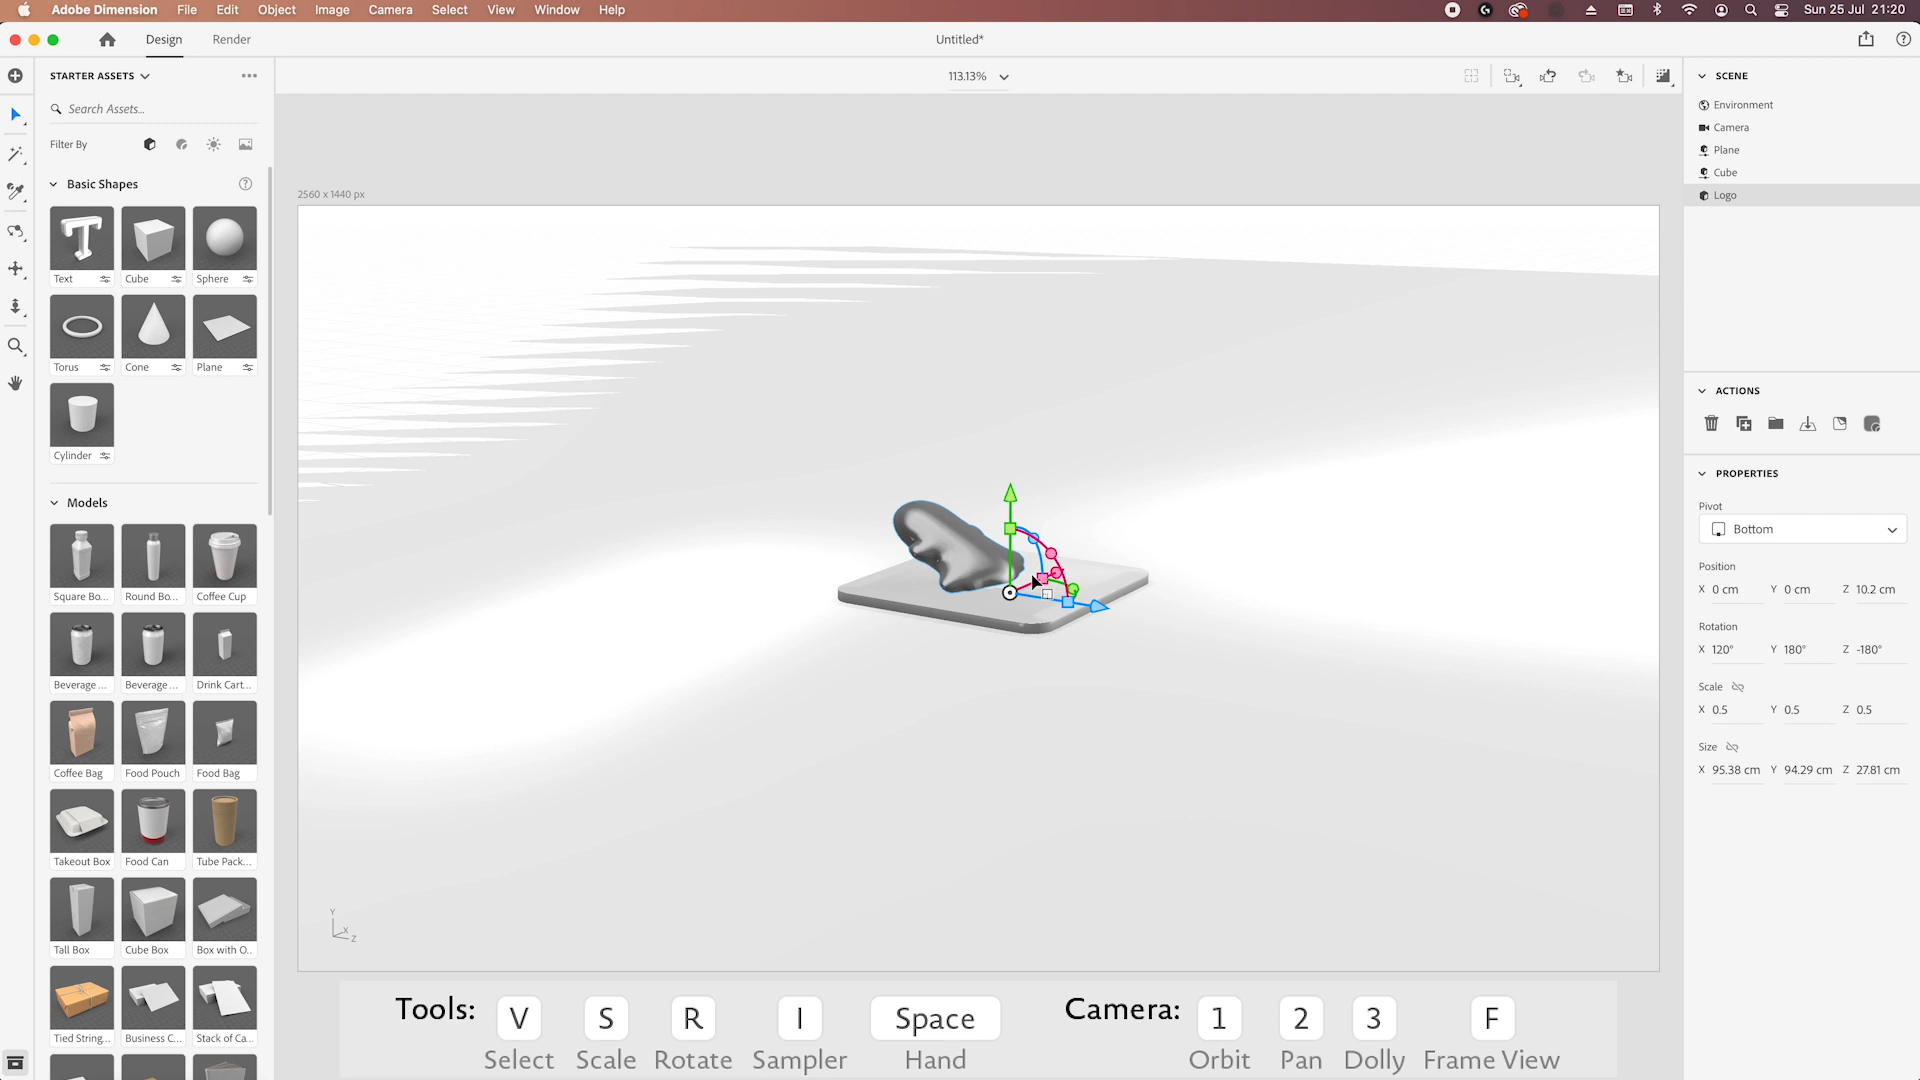 Adobe Dimension File Edit Object Image Camera Select View Window Help Sun 25 Jul 21:20
Design Render Untitled*
STARTER ASSETS
Search Assets...
Filter By
Basic Shapes
Text Cube Sphere
Torus Cone Plane
Cylinder
Models
Square Bo... Round Bo... Coffee Cup
Beverage ... Beverage ... Drink Cart...
Coffee Bag Food Pouch Food Bag
Takeout Box Food Can Tube Pack...
Tall Box Cube Box Box with O...
Tied String... Business C... Stack of Ca...
113.13%
2560 x 1440 px
Y
X
Z
SCENE
Environment
Camera
Plane
Cube
Logo
ACTIONS
PROPERTIES
Pivot
Bottom
Position
X 0 cm Y 0 cm Z 10.2 cm
Rotation
X 120° Y 180° Z -180°
Scale
X 0.5 Y 0.5 Z 0.5
Size
X 95.38 cm Y 94.29 cm Z 27.81 cm
Tools: V S R I Space Camera: 1 2 3 F
Select Scale Rotate Sampler Hand Orbit Pan Dolly Frame View